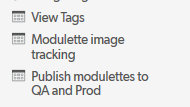 View Tags
Modulette image
tracking
Publish modulettes to
QA and Prod